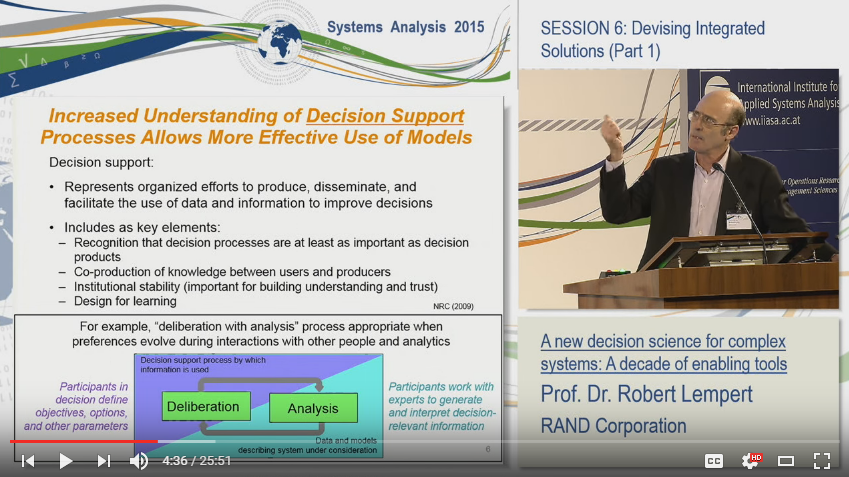 Systems Analysis 2015
Increased Understanding of Decision Support
Processes Allows More Effective Use of Models
Decision support:
• Represents organized efforts to produce, disseminate, and
facilitate the use of data and information to improve decisions
• Includes as key elements:
– Recognition that decision processes are at least as important as decision
products
– Co-production of knowledge between users and producers
– Institutional stability (important for building understanding and trust)
– Design for learning
NRC (2009)
For example, “deliberation with analysis” process appropriate when
preferences evolve during interactions with other people and analytics
Participants in
decision define
objectives, options,
and other parameters
Decision support process by which
information is used
Deliberation
Analysis
Data and models
describing system under consideration
Participants work with
experts to generate
and interpret decision-
relevant information
6
SESSION 6: Devising Integrated
Solutions (Part 1)
International Institute for
Applied Systems Analysis
www.iiasa.ac.at
A new decision science for complex
systems: A decade of enabling tools
Prof. Dr. Robert Lempert
RAND Corporation
4:36 / 25:51
CC
HD